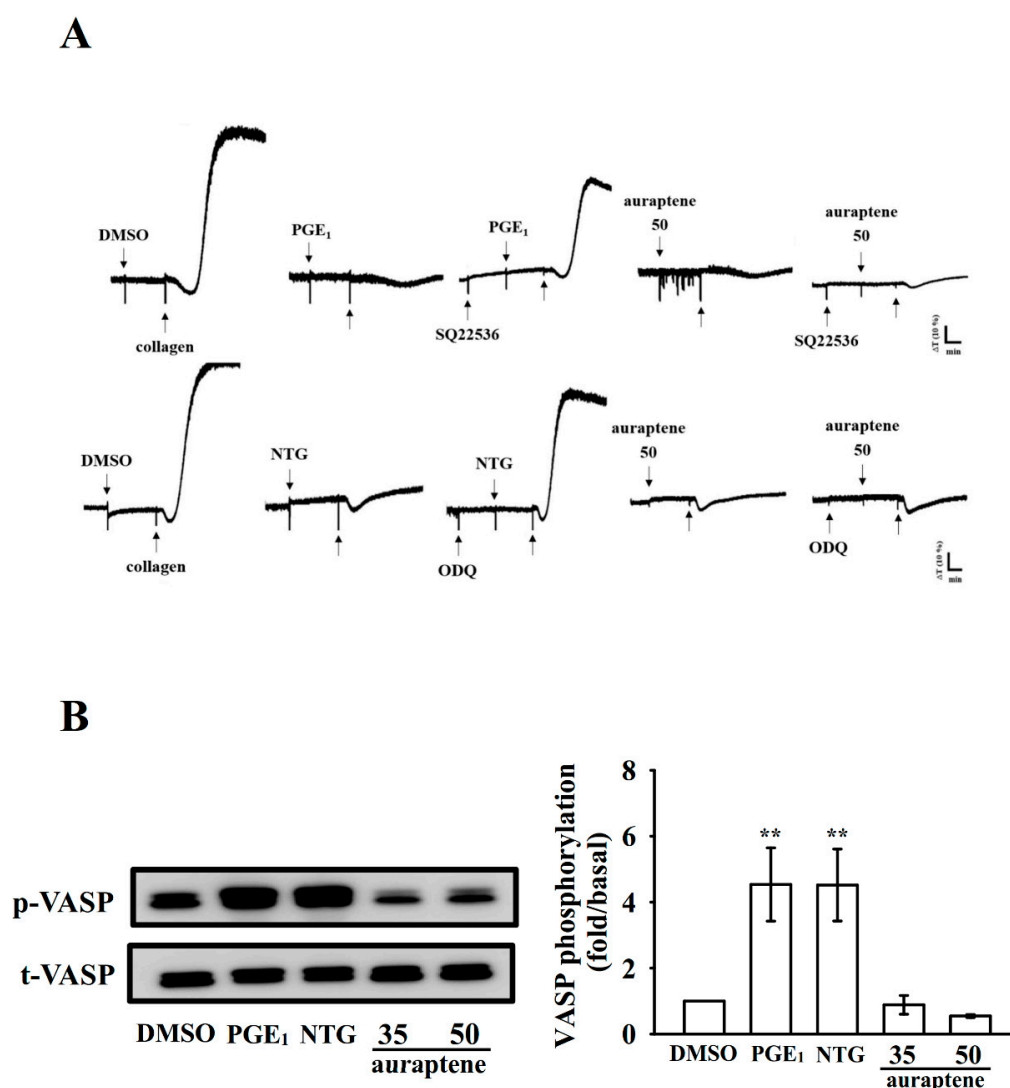 A
DMSO
collagen
PGE₁
PGE₁
SQ22536
auraptene
50
auraptene
50
SQ22536
ΔT (10 %)
min
DMSO
collagen
NTG
NTG
ODQ
auraptene
50
auraptene
50
ODQ
ΔT (10 %)
min
B
p-VASP
t-VASP
DMSO PGE₁ NTG 35 50
auraptene
VASP phosphorylation
(fold/basal)
8
6
4
2
0
** **
DMSO PGE₁ NTG 35 50
auraptene